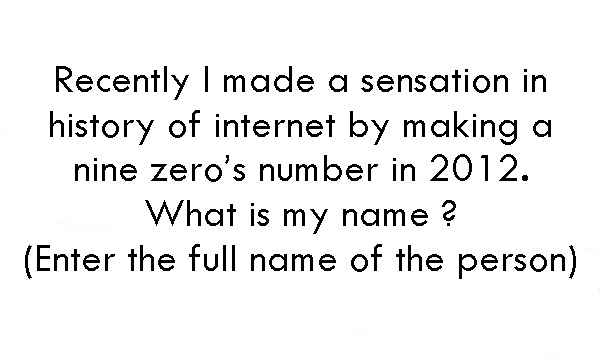 Recently I made a sensation in
history of internet by making a
nine zero's number in 2012.
What is my name ?
(Enter the full name of the person)